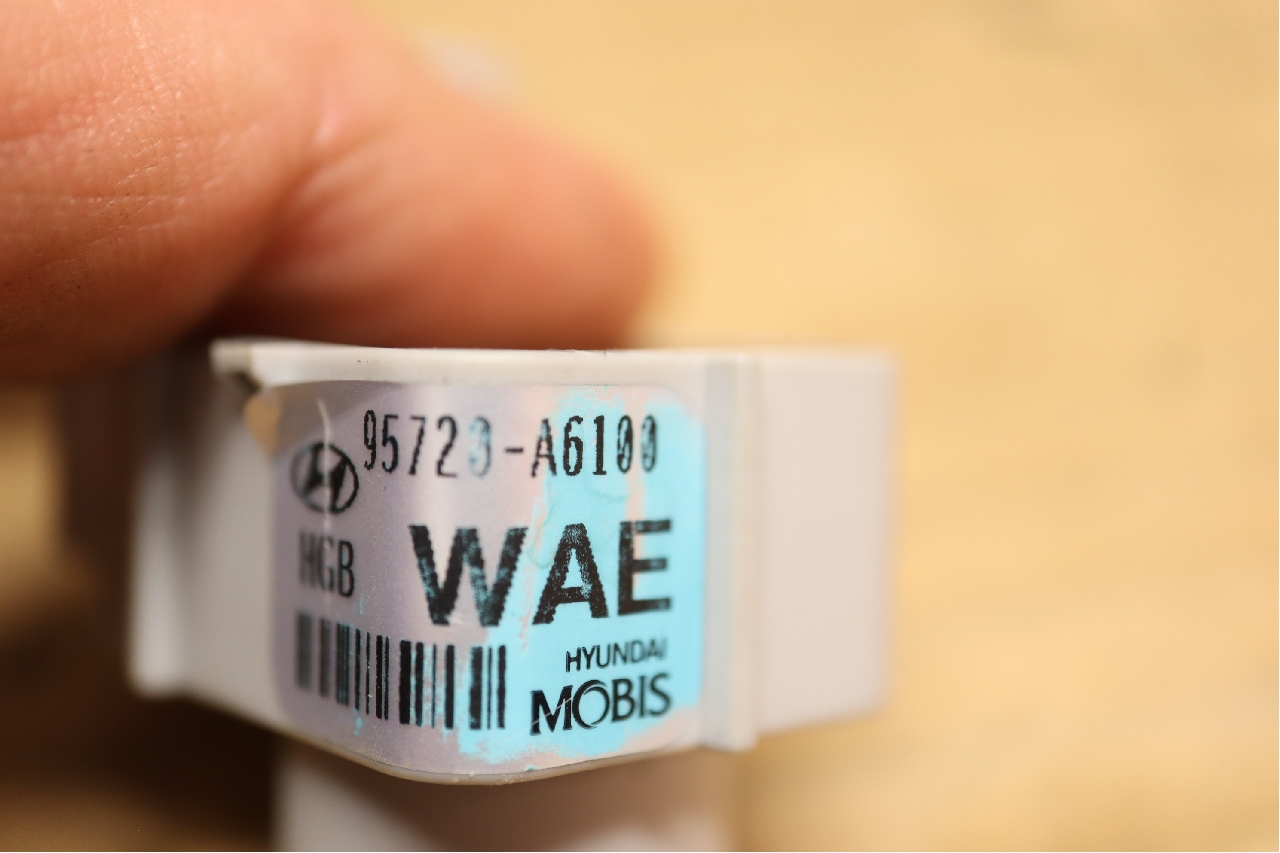 95720-A6100
HGB
WAE
HYUNDAI
MOBIS